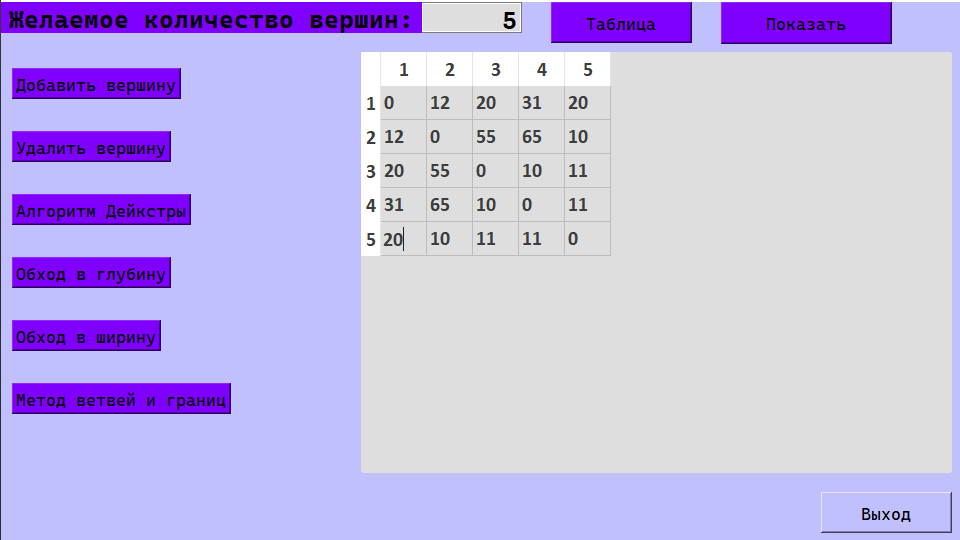 Желаемое количество вершин: 5 Таблица Показать
Добавить вершину
Удалить вершину
Алгоритм Дейкстры
Обход в глубину
Обход в ширину
Метод ветвей и границ
1 2 3 4 5
1 0 12 20 31 20
2 12 0 55 65 10
3 20 55 0 10 11
4 31 65 10 0 11
5 20 10 11 11 0
Выход